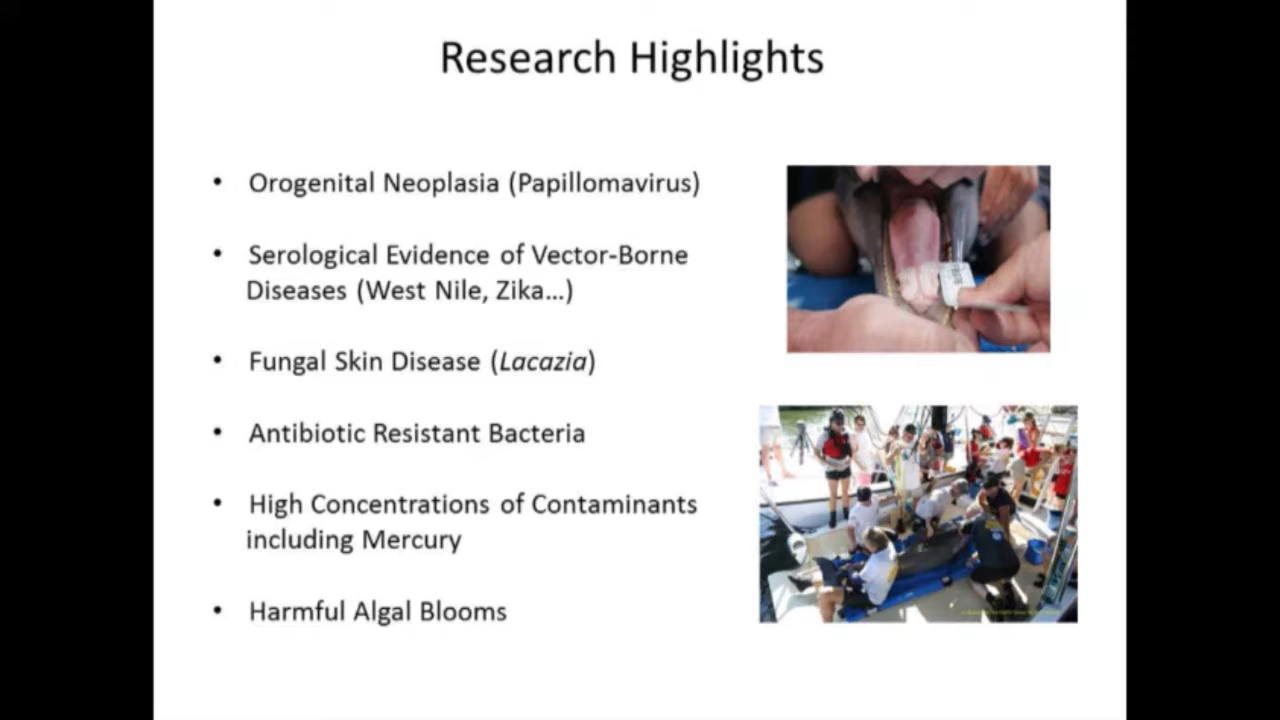 Research Highlights
• Orogenital Neoplasia (Papillomavirus)
• Serological Evidence of Vector-Borne
Diseases (West Nile, Zika...)
• Fungal Skin Disease (Lacazia)
• Antibiotic Resistant Bacteria
• High Concentrations of Contaminants
including Mercury
• Harmful Algal Blooms